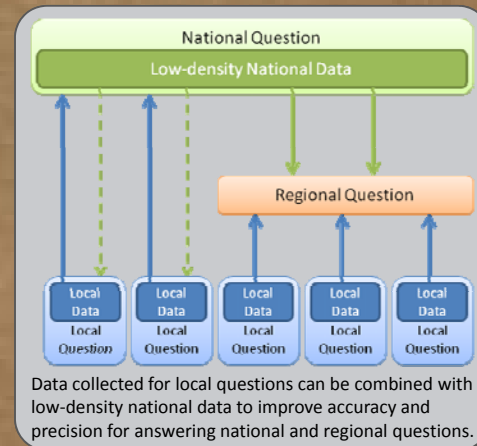 National Question
Low-density National Data
Regional Question
Local Data
Local Question
Local Data
Local Question
Local Data
Local Question
Local Data
Local Question
Local Data
Local Question
Data collected for local questions can be combined with
low-density national data to improve accuracy and
precision for answering national and regional questions.